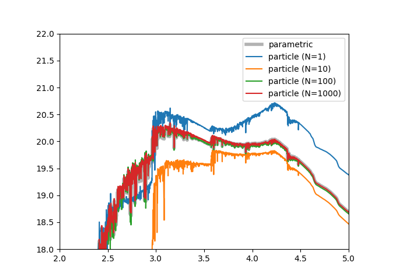 22.0
21.5
21.0
20.5
20.0
19.5
19.0
18.5
18.0
2.0 2.5 3.0 3.5 4.0 4.5 5.0
parametric
particle (N=1)
particle (N=10)
particle (N=100)
particle (N=1000)